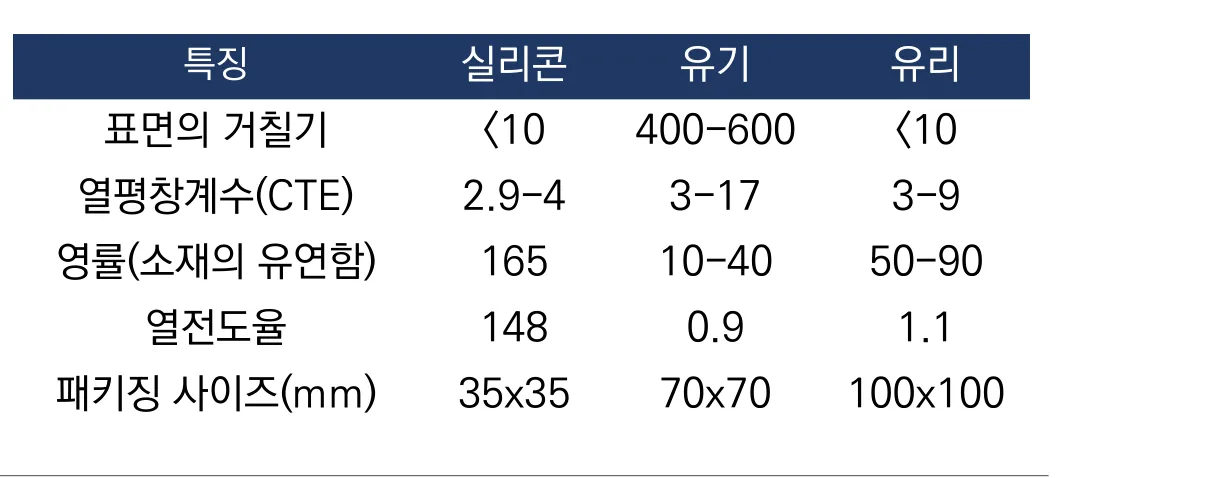 특징 실리콘 유기 유리
표면의 거칠기 <10 400-600 <10
열평창계수(CTE) 2.9-4 3-17 3-9
영률(소재의 유연함) 165 10-40 50-90
열전도율 148 0.9 1.1
패키징 사이즈(mm) 35x35 70x70 100x100